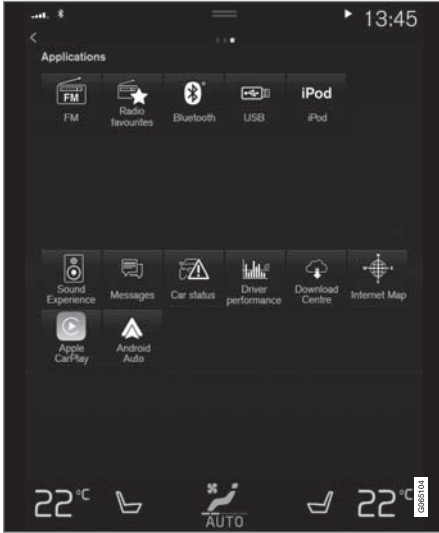 13:45
Applications
FM
FM Radio favourites Bluetooth USB iPod iPod
Sound Experience Messages Car status Driver performance Download Centre Internet Map
Apple CarPlay Android Auto
22°C AUTO 22°C
G065104